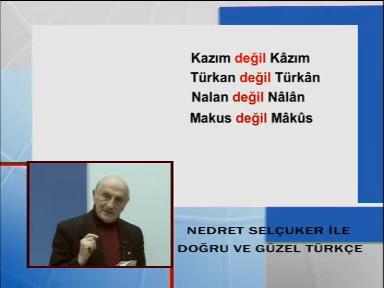 Kazım değil Kâzım
Türkan değil Türkân
Nalan değil Nâlân
Makus değil Mâkûs
NEDRET SELÇUKER İLE
DOĞRU VE GÜZEL TÜRKÇE